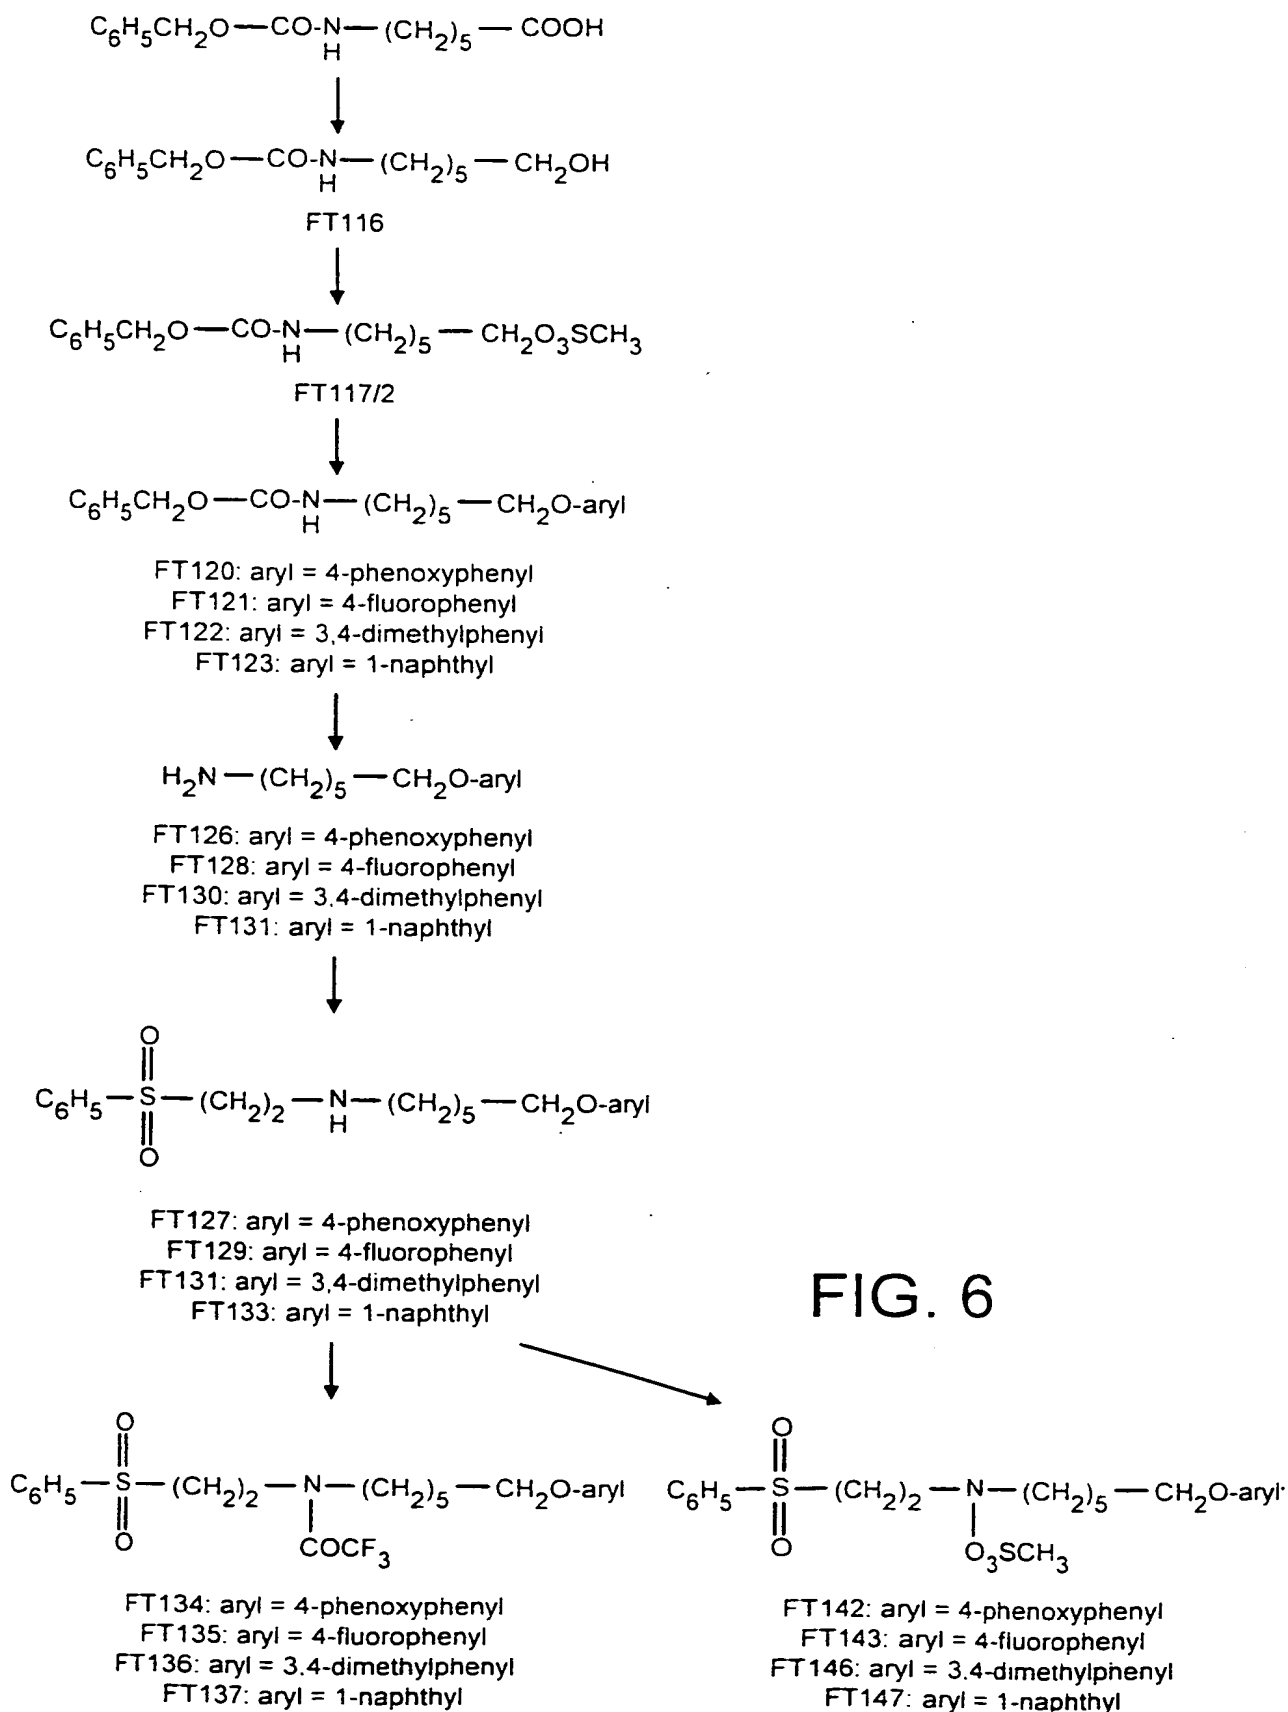 C6H5CH2O—CO-N—(CH2)5—COOH
H
C6H5CH2O—CO-N—(CH2)5—CH2OH
H
FT116
C6H5CH2O—CO-N—(CH2)5—CH2O3SCH3
H
FT117/2
C6H5CH2O—CO-N—(CH2)5—CH2O-aryl
H
FT120: aryl = 4-phenoxyphenyl
FT121: aryl = 4-fluorophenyl
FT122: aryl = 3,4-dimethylphenyl
FT123: aryl = 1-naphthyl
H2N—(CH2)5—CH2O-aryl
FT126: aryl = 4-phenoxyphenyl
FT128: aryl = 4-fluorophenyl
FT130: aryl = 3,4-dimethylphenyl
FT131: aryl = 1-naphthyl
O
C6H5—S—(CH2)2—N—(CH2)5—CH2O-aryl
H
O
FT127: aryl = 4-phenoxyphenyl
FT129: aryl = 4-fluorophenyl
FT131: aryl = 3,4-dimethylphenyl
FT133: aryl = 1-naphthyl
FIG. 6
O
C6H5—S—(CH2)2—N—(CH2)5—CH2O-aryl
O
COCF3
FT134: aryl = 4-phenoxyphenyl
FT135: aryl = 4-fluorophenyl
FT136: aryl = 3,4-dimethylphenyl
FT137: aryl = 1-naphthyl
O
C6H5—S—(CH2)2—N—(CH2)5—CH2O-aryl
O
O3SCH3
FT142: aryl = 4-phenoxyphenyl
FT143: aryl = 4-fluorophenyl
FT146: aryl = 3,4-dimethylphenyl
FT147: aryl = 1-naphthyl